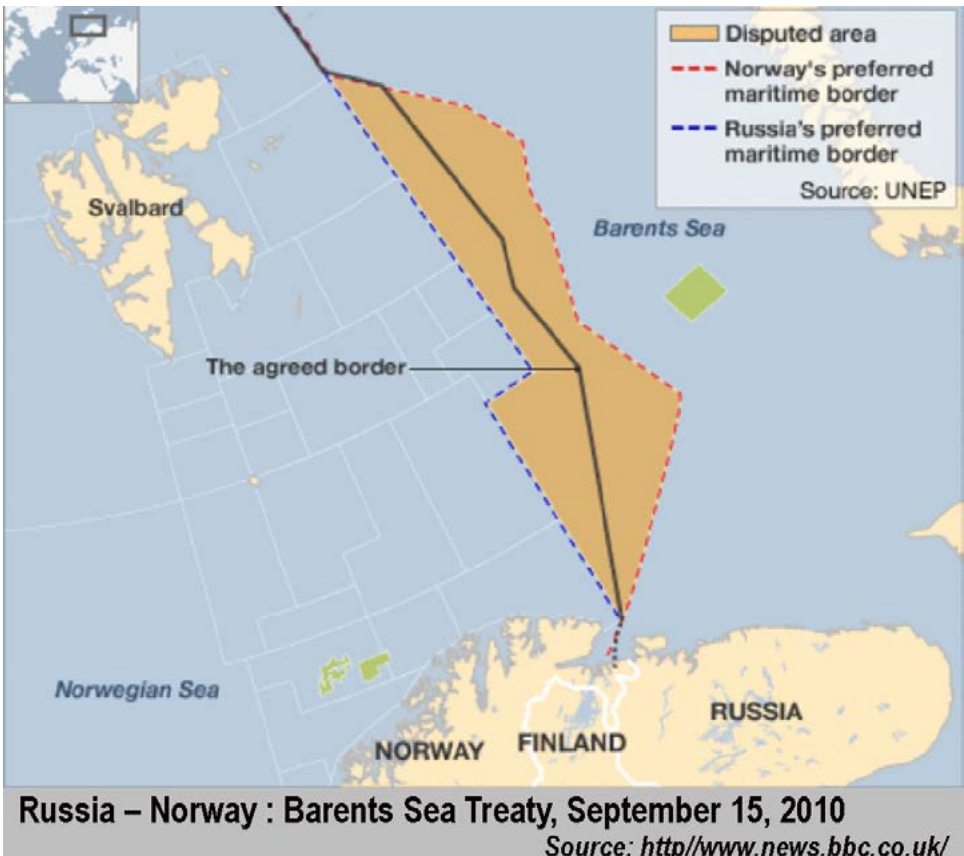 Disputed area
Norway's preferred
maritime border
Russia's preferred
maritime border
Source: UNEP
Svalbard
Barents Sea
The agreed border
Norwegian Sea
NORWAY
FINLAND
RUSSIA
Russia – Norway : Barents Sea Treaty, September 15, 2010
Source: http//www.news.bbc.co.uk/